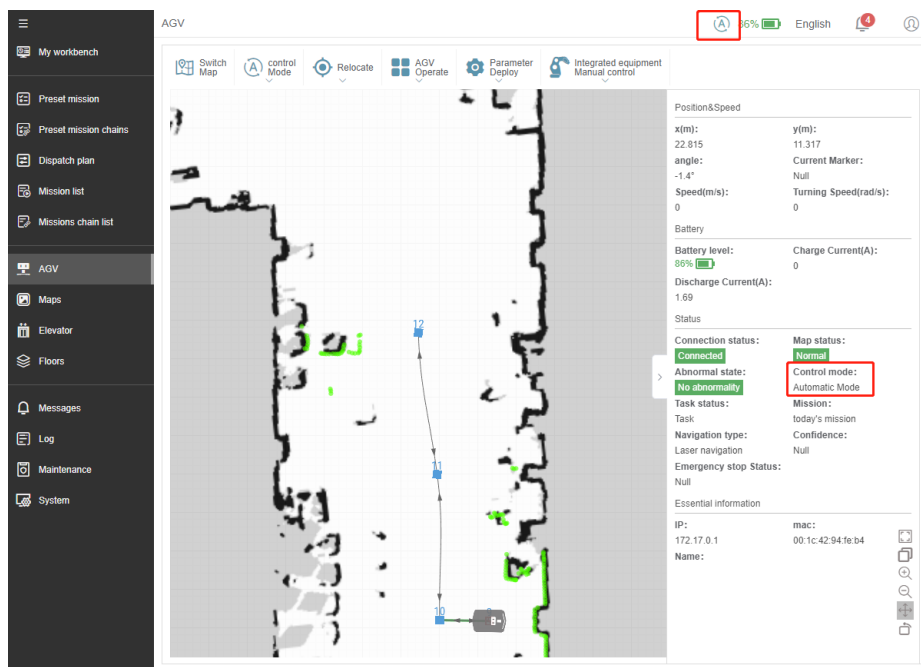 AGV
86%
English
4
My workbench
Preset mission
Preset mission chains
Dispatch plan
Mission list
Missions chain list
AGV
Maps
Elevator
Floors
Messages
Log
Maintenance
System
Switch
Map
A
control
Mode
Relocate
AGV
Operate
Parameter
Deploy
Integrated equipment
Manual control
12
11
10
Position&Speed
x(m): y(m):
22.815 11.317
angle: Current Marker:
-1.4° Null
Speed(m/s): Turning Speed(rad/s):
0 0
Battery
Battery level: Charge Current(A):
86% 0
Discharge Current(A):
1.69
Status
Connection status: Map status:
Connected Normal
Abnormal state: Control mode:
No abnormality Automatic Mode
Task status: Mission:
Task today's mission
Navigation type: Confidence:
Laser navigation Null
Emergency stop Status:
Null
Essential information
IP: mac:
172.17.0.1 00:1c:42:94:fe:b4
Name: